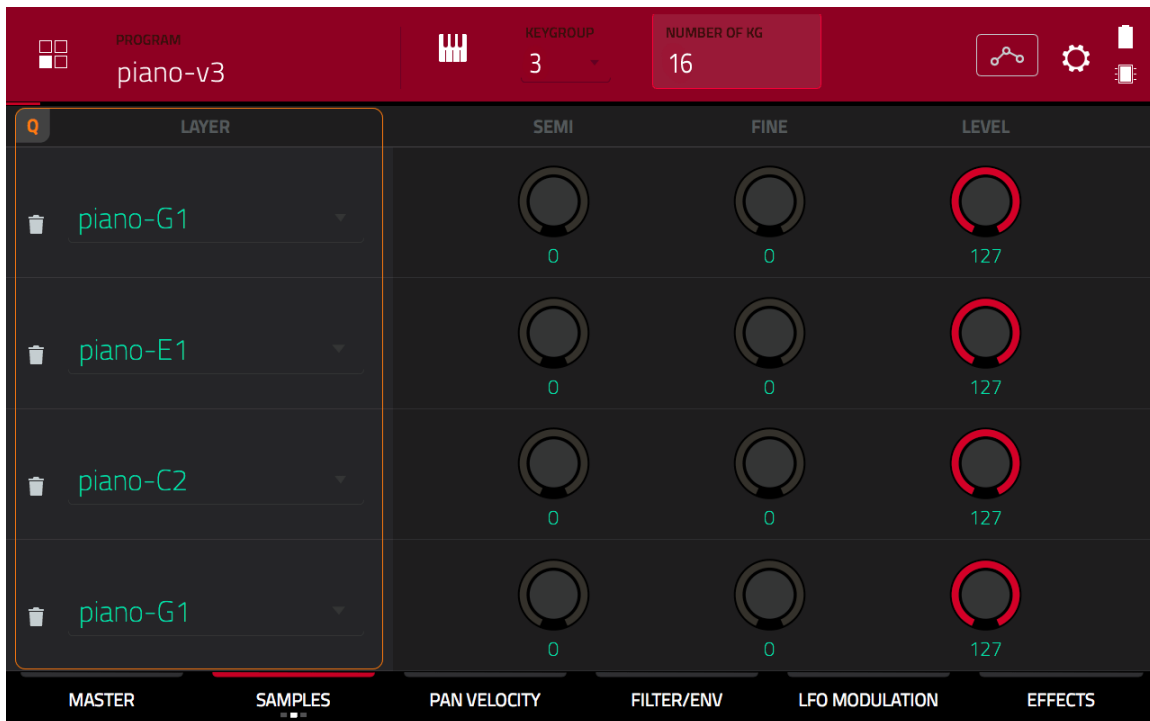 PROGRAM KEYGROUP NUMBER OF KG
piano-v3 3 16
Q LAYER SEMI FINE LEVEL
piano-G1
0 0 127
piano-E1
0 0 127
piano-C2
0 0 127
piano-G1
0 0 127
MASTER SAMPLES PAN VELOCITY FILTER/ENV LFO MODULATION EFFECTS